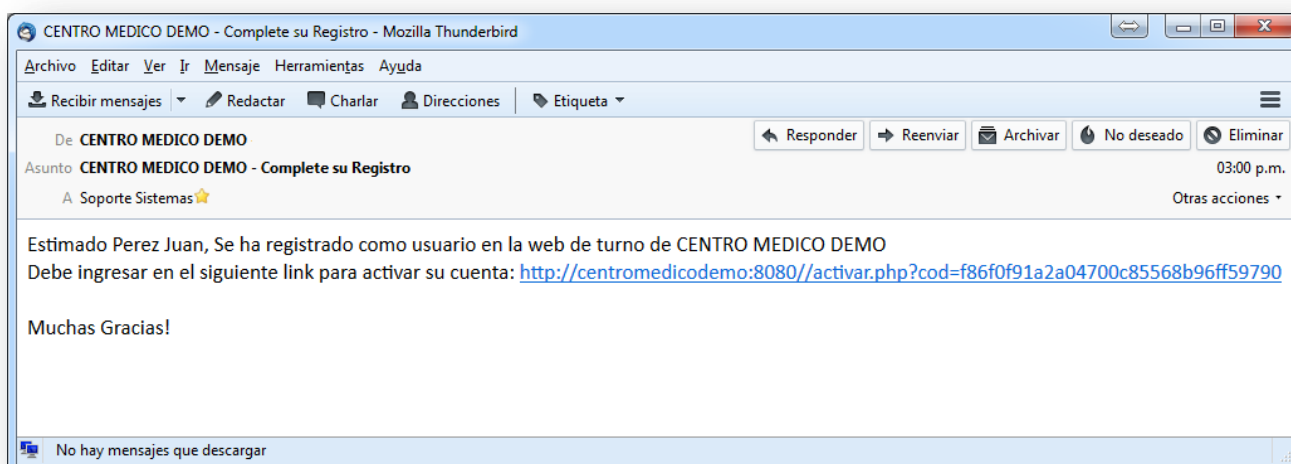 CENTRO MEDICO DEMO - Complete su Registro - Mozilla Thunderbird
Archivo Editar Ver Ir Mensaje Herramientas Ayuda
Recibir mensajes Redactar Charlar Direcciones Etiqueta
De CENTRO MEDICO DEMO Responder Reenviar Archivar No deseado Eliminar
Asunto CENTRO MEDICO DEMO - Complete su Registro 03:00 p.m.
A Soporte Sistemas Otras acciones
Estimado Perez Juan, Se ha registrado como usuario en la web de turno de CENTRO MEDICO DEMO
Debe ingresar en el siguiente link para activar su cuenta: http://centromedicodemo:8080//activar.php?cod=f86f0f91a2a04700c85568b96ff59790
Muchas Gracias!
No hay mensajes que descargar